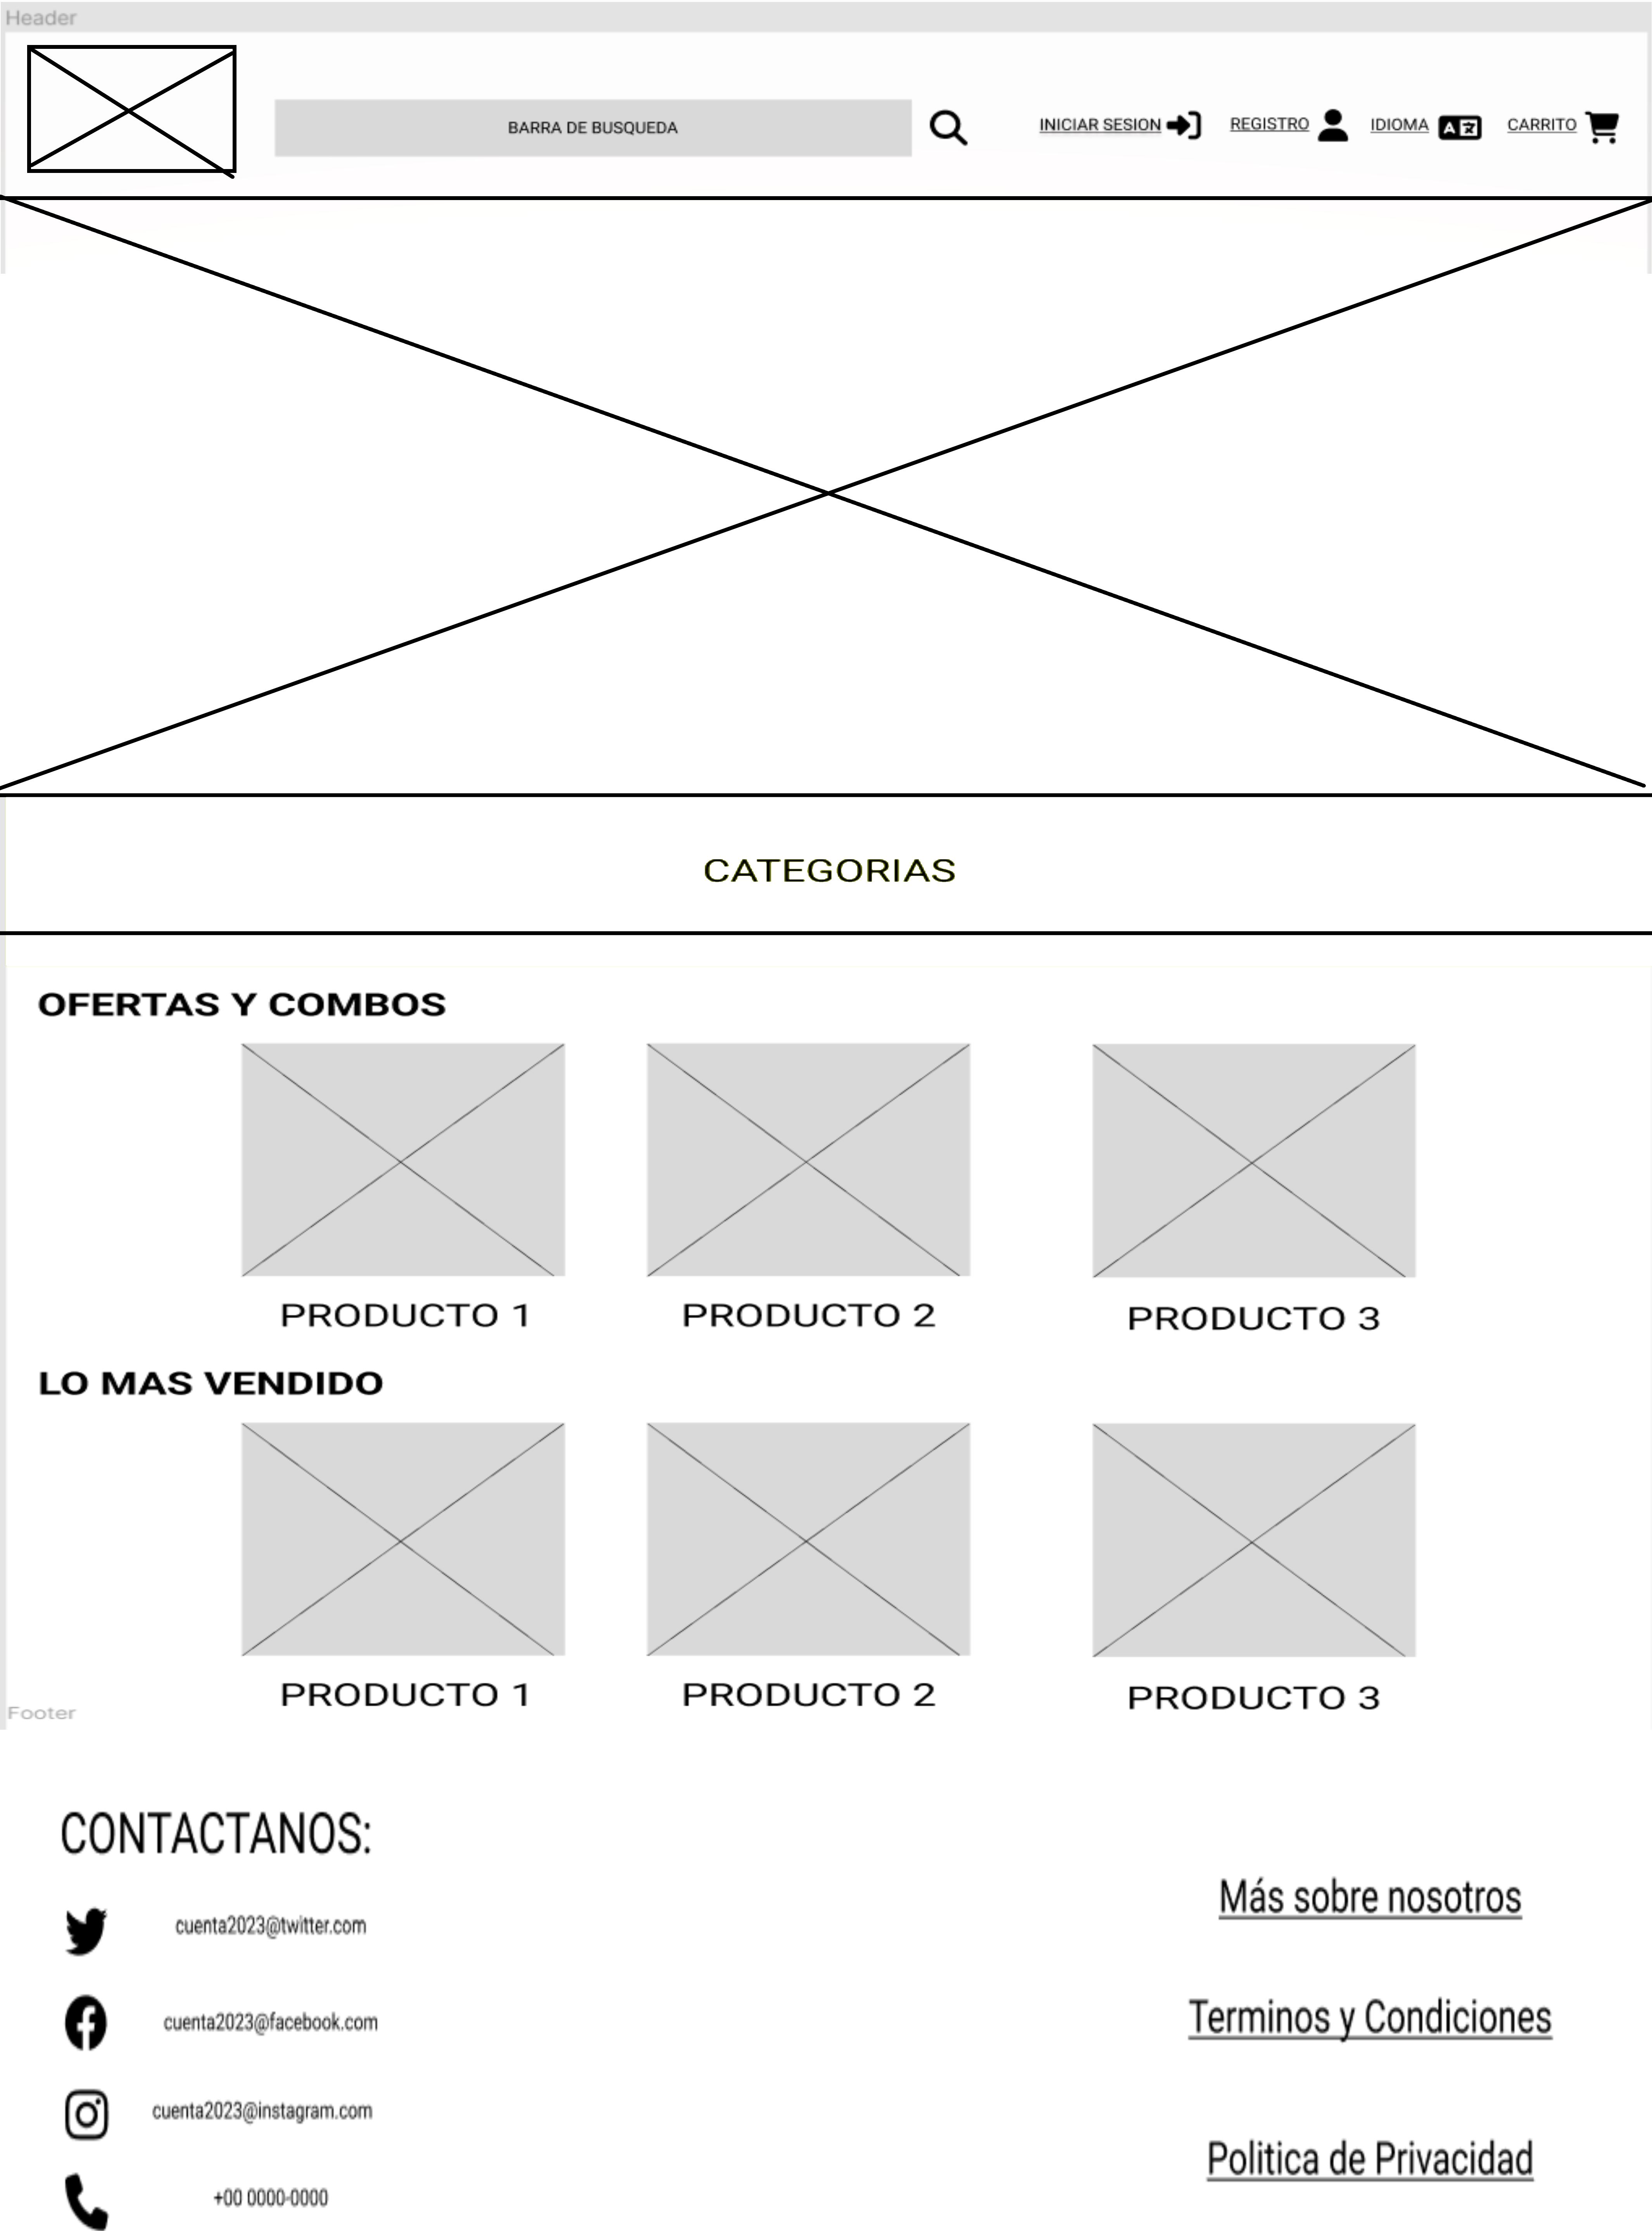 Header
BARRA DE BUSQUEDA
INICIAR SESION
REGISTRO
IDIOMA
CARRITO
CATEGORIAS
OFERTAS Y COMBOS
PRODUCTO 1
PRODUCTO 2
PRODUCTO 3
LO MAS VENDIDO
PRODUCTO 1
PRODUCTO 2
PRODUCTO 3
Footer
CONTACTANOS:
cuenta2023@twitter.com
cuenta2023@facebook.com
cuenta2023@instagram.com
+00 0000-0000
Más sobre nosotros
Terminos y Condiciones
Politica de Privacidad